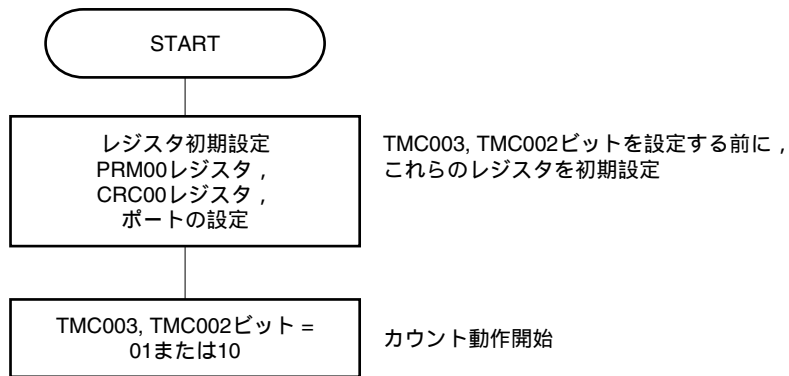 START
レジスタ初期設定
PRM00レジスタ，
CRC00レジスタ，
ポートの設定
TMC003, TMC002ビットを設定する前に，
これらのレジスタを初期設定
TMC003, TMC002ビット =
01または10
カウント動作開始